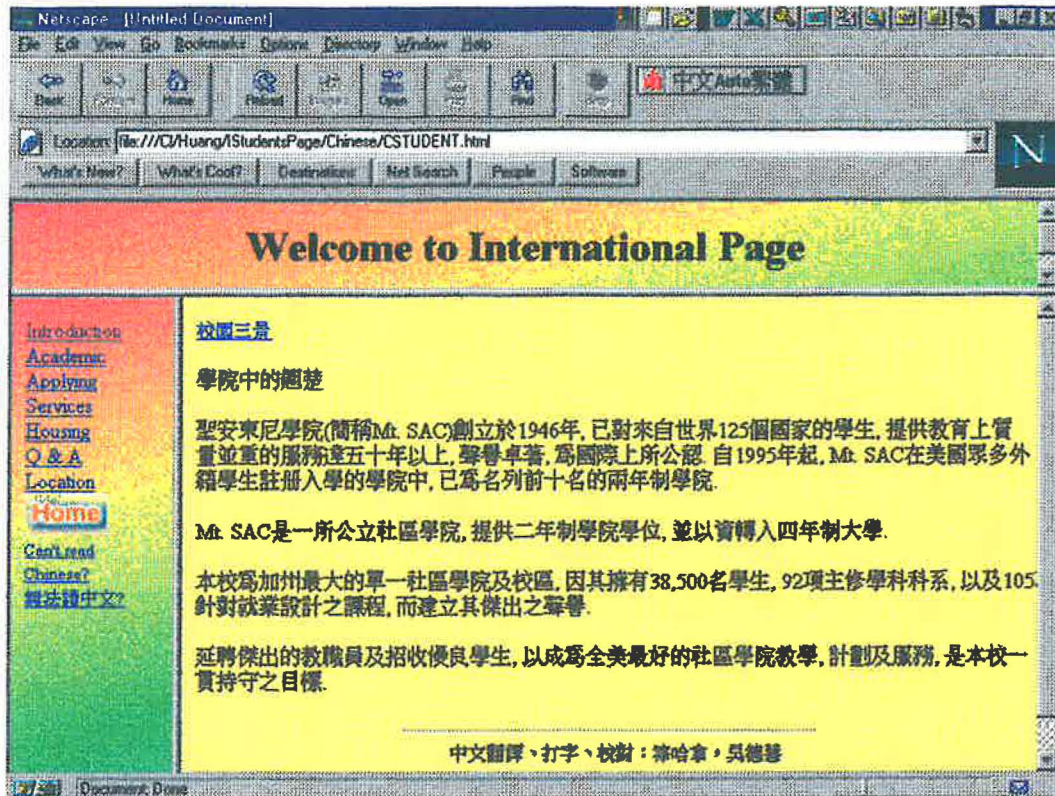 Netscape - [Untitled Document]
File Edit View Go Bookmarks Options Directory Window Help
Back Forward Home Reload Images Open Print Find Stop 中文Auto
Location: file:///C|/Huang/IStudentsPage/Chinese/CSTUDENT.html
What's New? What's Cool? Destinations Net Search People Software
Welcome to International Page
Introduction
Academic
Applying
Services
Housing
Q & A
Location
Home
Can't read
Chinese?
無法讀中文?
校園三景
學院中的翹楚
聖安東尼學院(簡稱Mt. SAC)創立於1946年, 已對來自世界125個國家的學生, 提供教育上質
量並重的服務達五十年以上, 聲譽卓著, 爲國際上所公認. 自1995年起, Mt. SAC在美國眾多外
籍學生註册入學的學院中, 已爲名列前十名的兩年制學院.
Mt. SAC是一所公立社區學院, 提供二年制學院學位, 並以資轉入四年制大學.
本校爲加州最大的單一社區學院及校區, 因其擁有38,500名學生, 92項主修學科科系, 以及105
針對就業設計之課程, 而建立其傑出之聲譽.
延聘傑出的教職員及招收優良學生, 以成爲全美最好的社區學院教學, 計劃及服務, 是本校一
貫持守之目標.
中文翻譯、打字、校對：哈拿，吳德慧
Document: Done